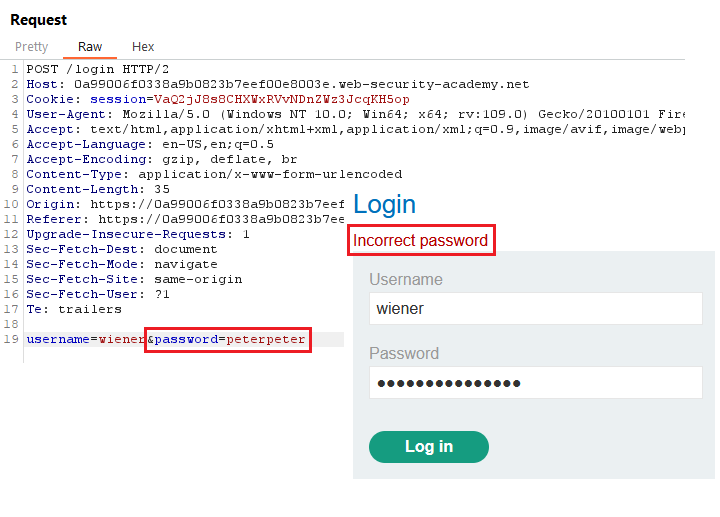 Request
Pretty Raw Hex
1 POST /login HTTP/2
2 Host: 0a99006f0338a9b0823b7eef00e8003e.web-security-academy.net
3 Cookie: session=VaQ2jJ8s8CHXWxRVvNDnZWz3JcqKH5op
4 User-Agent: Mozilla/5.0 (Windows NT 10.0; Win64; x64; rv:109.0) Gecko/20100101 Fire
5 Accept: text/html,application/xhtml+xml,application/xml;q=0.9,image/avif,image/webp
6 Accept-Language: en-US,en;q=0.5
7 Accept-Encoding: gzip, deflate, br
8 Content-Type: application/x-www-form-urlencoded
9 Content-Length: 35
10 Origin: https://0a99006f0338a9b0823b7eef
11 Referer: https://0a99006f0338a9b0823b7ee
12 Upgrade-Insecure-Requests: 1
13 Sec-Fetch-Dest: document
14 Sec-Fetch-Mode: navigate
15 Sec-Fetch-Site: same-origin
16 Sec-Fetch-User: ?1
17 Te: trailers
18
19 username=wiener&password=peterpeter
Login
Incorrect password
Username
wiener
Password
•••••••••••••••
Log in